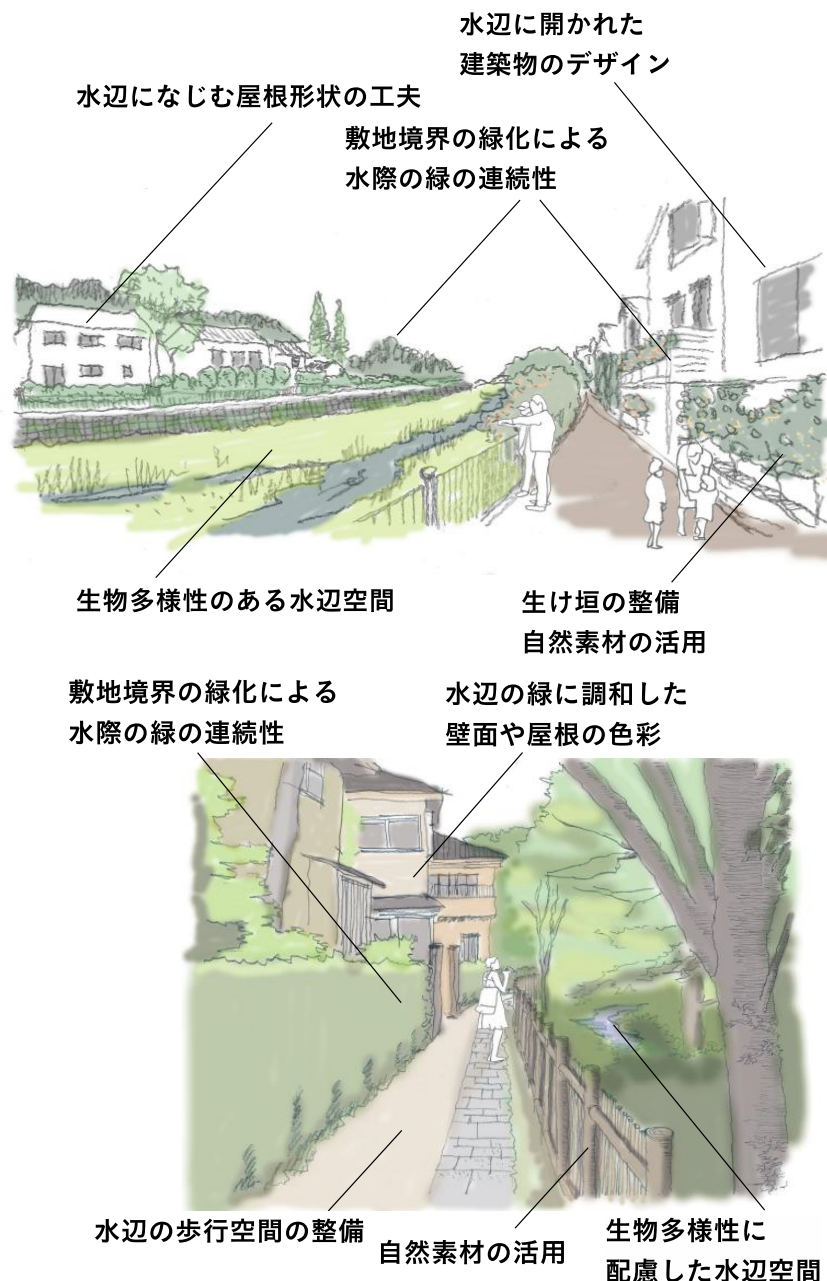 水辺に開かれた
建築物のデザイン
水辺になじむ屋根形状の工夫
敷地境界の緑化による
水際の緑の連続性
生物多様性のある水辺空間
生け垣の整備
自然素材の活用
敷地境界の緑化による
水際の緑の連続性
水辺の緑に調和した
壁面や屋根の色彩
水辺の歩行空間の整備
自然素材の活用
生物多様性に
配慮した水辺空間